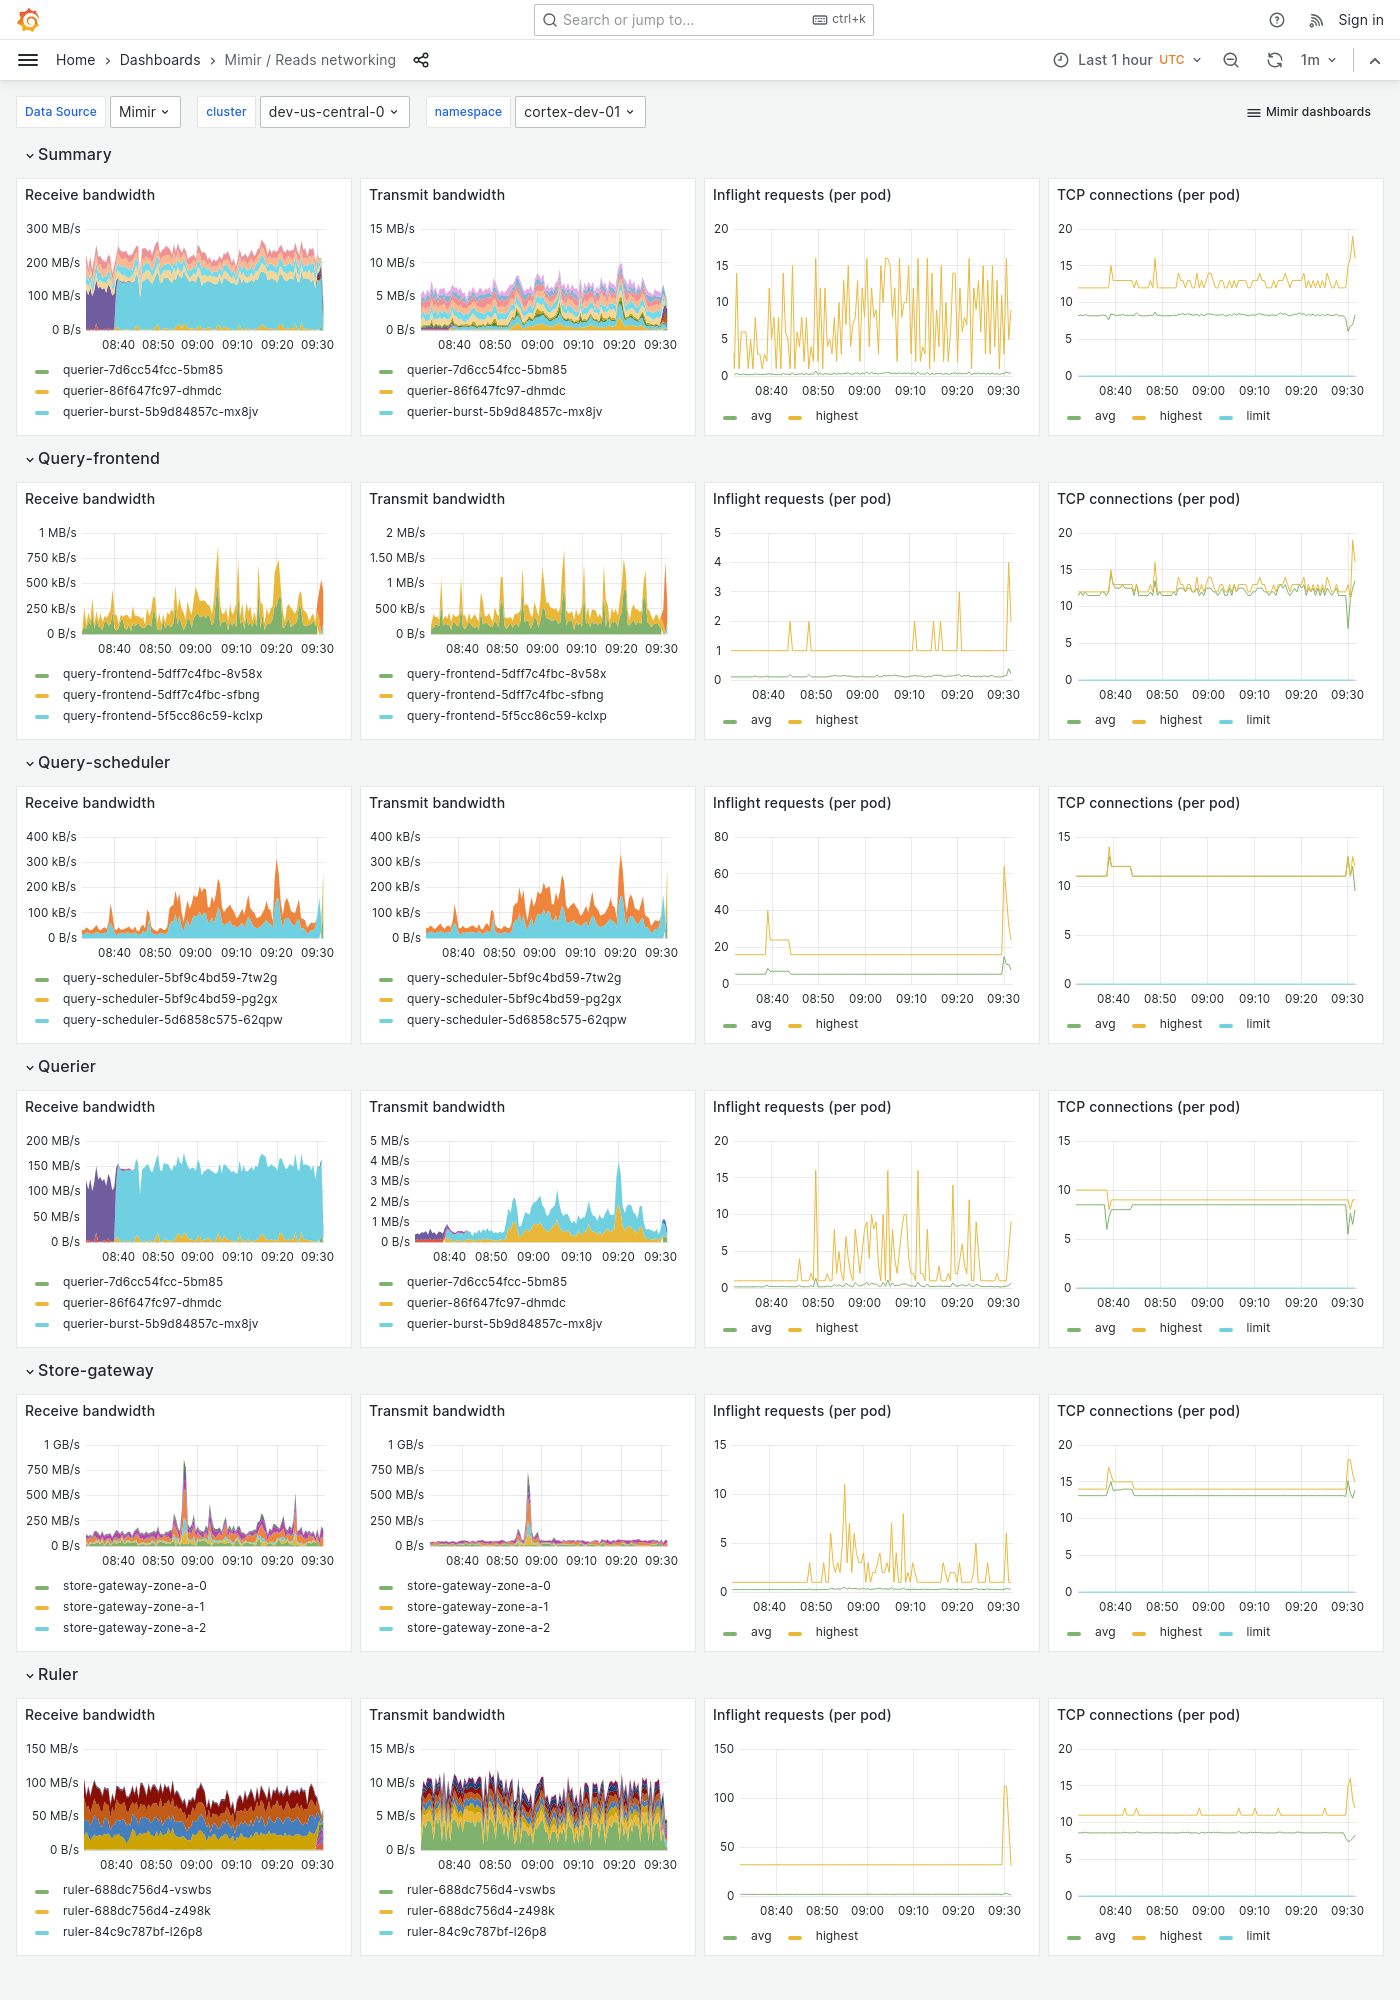 Search or jump to... ctrl+k Sign in
Home Dashboards Mimir / Reads networking Last 1 hour UTC 1m
Data Source Mimir cluster dev-us-central-0 namespace cortex-dev-01 Mimir dashboards
Summary
Receive bandwidth
300 MB/s
200 MB/s
100 MB/s
0 B/s
08:40 08:50 09:00 09:10 09:20 09:30
querier-7d6cc54fcc-5bm85
querier-86f647fc97-dhmdc
querier-burst-5b9d84857c-mx8jv
Transmit bandwidth
15 MB/s
10 MB/s
5 MB/s
0 B/s
08:40 08:50 09:00 09:10 09:20 09:30
querier-7d6cc54fcc-5bm85
querier-86f647fc97-dhmdc
querier-burst-5b9d84857c-mx8jv
Inflight requests (per pod)
20
15
10
5
0
08:40 08:50 09:00 09:10 09:20 09:30
avg highest
TCP connections (per pod)
20
15
10
5
0
08:40 08:50 09:00 09:10 09:20 09:30
avg highest limit
Query-frontend
Receive bandwidth
1 MB/s
750 kB/s
500 kB/s
250 kB/s
0 B/s
08:40 08:50 09:00 09:10 09:20 09:30
query-frontend-5dff7c4fbc-8v58x
query-frontend-5dff7c4fbc-sfbng
query-frontend-5f5cc86c59-kclxp
Transmit bandwidth
2 MB/s
1.50 MB/s
1 MB/s
500 kB/s
0 B/s
08:40 08:50 09:00 09:10 09:20 09:30
query-frontend-5dff7c4fbc-8v58x
query-frontend-5dff7c4fbc-sfbng
query-frontend-5f5cc86c59-kclxp
Inflight requests (per pod)
5
4
3
2
1
0
08:40 08:50 09:00 09:10 09:20 09:30
avg highest
TCP connections (per pod)
20
15
10
5
0
08:40 08:50 09:00 09:10 09:20 09:30
avg highest limit
Query-scheduler
Receive bandwidth
400 kB/s
300 kB/s
200 kB/s
100 kB/s
0 B/s
08:40 08:50 09:00 09:10 09:20 09:30
query-scheduler-5bf9c4bd59-7tw2g
query-scheduler-5bf9c4bd59-pg2gx
query-scheduler-5d6858c575-62qpw
Transmit bandwidth
400 kB/s
300 kB/s
200 kB/s
100 kB/s
0 B/s
08:40 08:50 09:00 09:10 09:20 09:30
query-scheduler-5bf9c4bd59-7tw2g
query-scheduler-5bf9c4bd59-pg2gx
query-scheduler-5d6858c575-62qpw
Inflight requests (per pod)
80
60
40
20
0
08:40 08:50 09:00 09:10 09:20 09:30
avg highest
TCP connections (per pod)
15
10
5
0
08:40 08:50 09:00 09:10 09:20 09:30
avg highest limit
Querier
Receive bandwidth
200 MB/s
150 MB/s
100 MB/s
50 MB/s
0 B/s
08:40 08:50 09:00 09:10 09:20 09:30
querier-7d6cc54fcc-5bm85
querier-86f647fc97-dhmdc
querier-burst-5b9d84857c-mx8jv
Transmit bandwidth
5 MB/s
4 MB/s
3 MB/s
2 MB/s
1 MB/s
0 B/s
08:40 08:50 09:00 09:10 09:20 09:30
querier-7d6cc54fcc-5bm85
querier-86f647fc97-dhmdc
querier-burst-5b9d84857c-mx8jv
Inflight requests (per pod)
20
15
10
5
0
08:40 08:50 09:00 09:10 09:20 09:30
avg highest
TCP connections (per pod)
15
10
5
0
08:40 08:50 09:00 09:10 09:20 09:30
avg highest limit
Store-gateway
Receive bandwidth
1 GB/s
750 MB/s
500 MB/s
250 MB/s
0 B/s
08:40 08:50 09:00 09:10 09:20 09:30
store-gateway-zone-a-0
store-gateway-zone-a-1
store-gateway-zone-a-2
Transmit bandwidth
1 GB/s
750 MB/s
500 MB/s
250 MB/s
0 B/s
08:40 08:50 09:00 09:10 09:20 09:30
store-gateway-zone-a-0
store-gateway-zone-a-1
store-gateway-zone-a-2
Inflight requests (per pod)
15
10
5
0
08:40 08:50 09:00 09:10 09:20 09:30
avg highest
TCP connections (per pod)
20
15
10
5
0
08:40 08:50 09:00 09:10 09:20 09:30
avg highest limit
Ruler
Receive bandwidth
150 MB/s
100 MB/s
50 MB/s
0 B/s
08:40 08:50 09:00 09:10 09:20 09:30
ruler-688dc756d4-vswbs
ruler-688dc756d4-z498k
ruler-84c9c787bf-l26p8
Transmit bandwidth
15 MB/s
10 MB/s
5 MB/s
0 B/s
08:40 08:50 09:00 09:10 09:20 09:30
ruler-688dc756d4-vswbs
ruler-688dc756d4-z498k
ruler-84c9c787bf-l26p8
Inflight requests (per pod)
150
100
50
0
08:40 08:50 09:00 09:10 09:20 09:30
avg highest
TCP connections (per pod)
20
15
10
5
0
08:40 08:50 09:00 09:10 09:20 09:30
avg highest limit